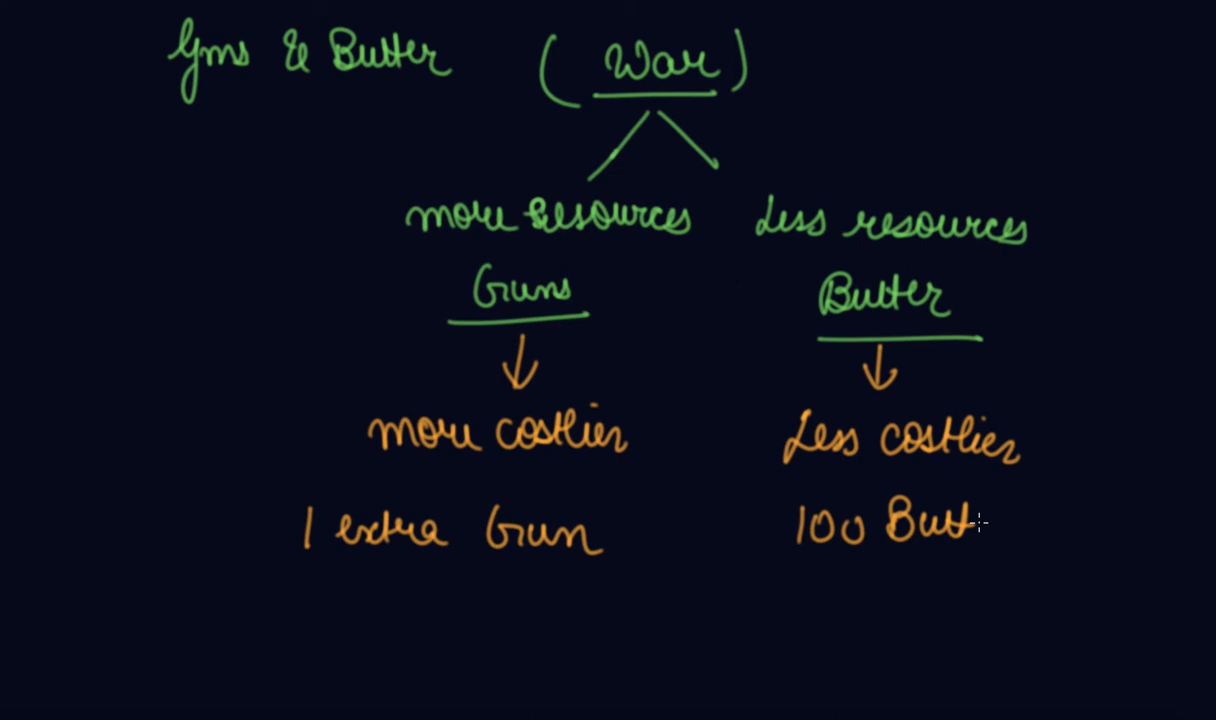 Guns & Butter (War)
more Resources Less resources
Guns Butter
more costlier Less costlier
1 extra Gun 100 Butt